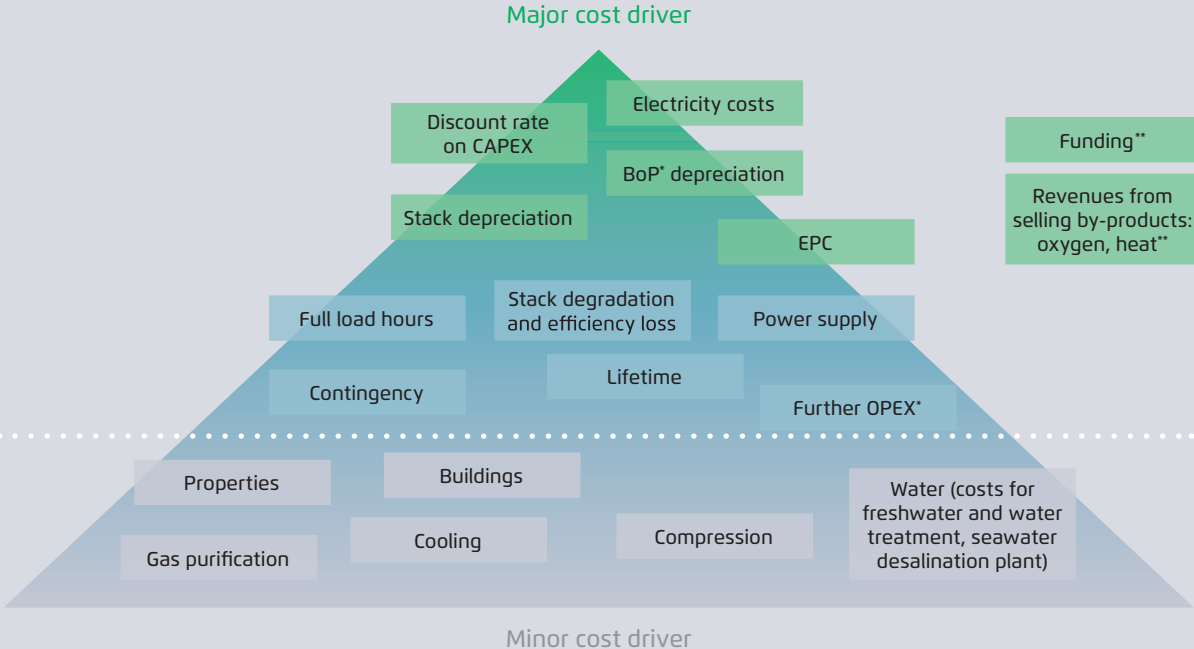 Major cost driver
Electricity costs
Discount rate
on CAPEX
Funding**
BoP* depreciation
Revenues from
selling by-products:
oxygen, heat**
Stack depreciation
EPC
Full load hours
Stack degradation
and efficiency loss
Power supply
Lifetime
Contingency
Further OPEX*
Properties
Buildings
Water (costs for
freshwater and water
treatment, seawater
desalination plant)
Cooling
Compression
Gas purification
Minor cost driver